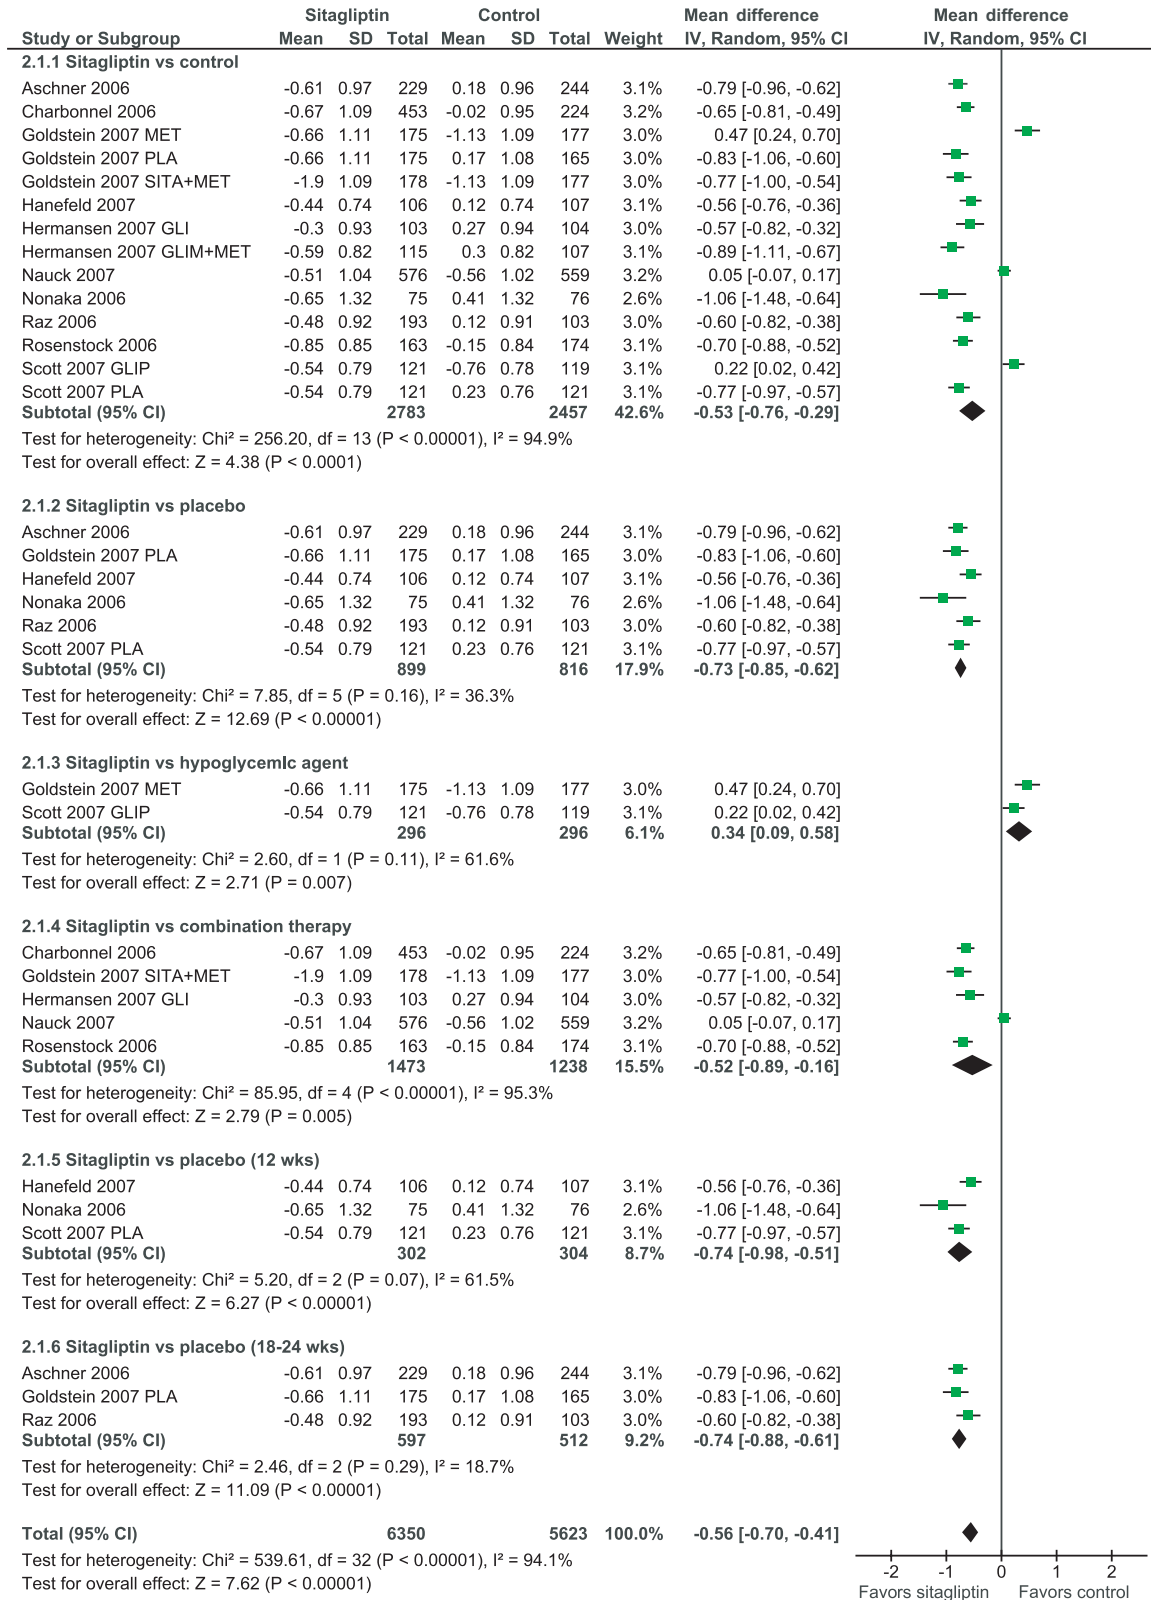 Sitagliptin Control Mean difference Mean difference
Study or Subgroup Mean SD Total Mean SD Total Weight IV, Random, 95% CI IV, Random, 95% CI
2.1.1 Sitagliptin vs control
Aschner 2006 -0.61 0.97 229 0.18 0.96 244 3.1% -0.79 [-0.96, -0.62]
Charbonnel 2006 -0.67 1.09 453 -0.02 0.95 224 3.2% -0.65 [-0.81, -0.49]
Goldstein 2007 MET -0.66 1.11 175 -1.13 1.09 177 3.0% 0.47 [0.24, 0.70]
Goldstein 2007 PLA -0.66 1.11 175 0.17 1.08 165 3.0% -0.83 [-1.06, -0.60]
Goldstein 2007 SITA+MET -1.9 1.09 178 -1.13 1.09 177 3.0% -0.77 [-1.00, -0.54]
Hanefeld 2007 -0.44 0.74 106 0.12 0.74 107 3.1% -0.56 [-0.76, -0.36]
Hermansen 2007 GLI -0.3 0.93 103 0.27 0.94 104 3.0% -0.57 [-0.82, -0.32]
Hermansen 2007 GLIM+MET -0.59 0.82 115 0.3 0.82 107 3.1% -0.89 [-1.11, -0.67]
Nauck 2007 -0.51 1.04 576 -0.56 1.02 559 3.2% 0.05 [-0.07, 0.17]
Nonaka 2006 -0.65 1.32 75 0.41 1.32 76 2.6% -1.06 [-1.48, -0.64]
Raz 2006 -0.48 0.92 193 0.12 0.91 103 3.0% -0.60 [-0.82, -0.38]
Rosenstock 2006 -0.85 0.85 163 -0.15 0.84 174 3.1% -0.70 [-0.88, -0.52]
Scott 2007 GLIP -0.54 0.79 121 -0.76 0.78 119 3.1% 0.22 [0.02, 0.42]
Scott 2007 PLA -0.54 0.79 121 0.23 0.76 121 3.1% -0.77 [-0.97, -0.57]
Subtotal (95% CI) 2783 2457 42.6% -0.53 [-0.76, -0.29]
Test for heterogeneity: Chi² = 256.20, df = 13 (P < 0.00001), I² = 94.9%
Test for overall effect: Z = 4.38 (P < 0.0001)
2.1.2 Sitagliptin vs placebo
Aschner 2006 -0.61 0.97 229 0.18 0.96 244 3.1% -0.79 [-0.96, -0.62]
Goldstein 2007 PLA -0.66 1.11 175 0.17 1.08 165 3.0% -0.83 [-1.06, -0.60]
Hanefeld 2007 -0.44 0.74 106 0.12 0.74 107 3.1% -0.56 [-0.76, -0.36]
Nonaka 2006 -0.65 1.32 75 0.41 1.32 76 2.6% -1.06 [-1.48, -0.64]
Raz 2006 -0.48 0.92 193 0.12 0.91 103 3.0% -0.60 [-0.82, -0.38]
Scott 2007 PLA -0.54 0.79 121 0.23 0.76 121 3.1% -0.77 [-0.97, -0.57]
Subtotal (95% CI) 899 816 17.9% -0.73 [-0.85, -0.62]
Test for heterogeneity: Chi² = 7.85, df = 5 (P = 0.16), I² = 36.3%
Test for overall effect: Z = 12.69 (P < 0.00001)
2.1.3 Sitagliptin vs hypoglycemic agent
Goldstein 2007 MET -0.66 1.11 175 -1.13 1.09 177 3.0% 0.47 [0.24, 0.70]
Scott 2007 GLIP -0.54 0.79 121 -0.76 0.78 119 3.1% 0.22 [0.02, 0.42]
Subtotal (95% CI) 296 296 6.1% 0.34 [0.09, 0.58]
Test for heterogeneity: Chi² = 2.60, df = 1 (P = 0.11), I² = 61.6%
Test for overall effect: Z = 2.71 (P = 0.007)
2.1.4 Sitagliptin vs combination therapy
Charbonnel 2006 -0.67 1.09 453 -0.02 0.95 224 3.2% -0.65 [-0.81, -0.49]
Goldstein 2007 SITA+MET -1.9 1.09 178 -1.13 1.09 177 3.0% -0.77 [-1.00, -0.54]
Hermansen 2007 GLI -0.3 0.93 103 0.27 0.94 104 3.0% -0.57 [-0.82, -0.32]
Nauck 2007 -0.51 1.04 576 -0.56 1.02 559 3.2% 0.05 [-0.07, 0.17]
Rosenstock 2006 -0.85 0.85 163 -0.15 0.84 174 3.1% -0.70 [-0.88, -0.52]
Subtotal (95% CI) 1473 1238 15.5% -0.52 [-0.89, -0.16]
Test for heterogeneity: Chi² = 85.95, df = 4 (P < 0.00001), I² = 95.3%
Test for overall effect: Z = 2.79 (P = 0.005)
2.1.5 Sitagliptin vs placebo (12 wks)
Hanefeld 2007 -0.44 0.74 106 0.12 0.74 107 3.1% -0.56 [-0.76, -0.36]
Nonaka 2006 -0.65 1.32 75 0.41 1.32 76 2.6% -1.06 [-1.48, -0.64]
Scott 2007 PLA -0.54 0.79 121 0.23 0.76 121 3.1% -0.77 [-0.97, -0.57]
Subtotal (95% CI) 302 304 8.7% -0.74 [-0.98, -0.51]
Test for heterogeneity: Chi² = 5.20, df = 2 (P = 0.07), I² = 61.5%
Test for overall effect: Z = 6.27 (P < 0.00001)
2.1.6 Sitagliptin vs placebo (18-24 wks)
Aschner 2006 -0.61 0.97 229 0.18 0.96 244 3.1% -0.79 [-0.96, -0.62]
Goldstein 2007 PLA -0.66 1.11 175 0.17 1.08 165 3.0% -0.83 [-1.06, -0.60]
Raz 2006 -0.48 0.92 193 0.12 0.91 103 3.0% -0.60 [-0.82, -0.38]
Subtotal (95% CI) 597 512 9.2% -0.74 [-0.88, -0.61]
Test for heterogeneity: Chi² = 2.46, df = 2 (P = 0.29), I² = 18.7%
Test for overall effect: Z = 11.09 (P < 0.00001)
Total (95% CI) 6350 5623 100.0% -0.56 [-0.70, -0.41]
Test for heterogeneity: Chi² = 539.61, df = 32 (P < 0.00001), I² = 94.1%
Test for overall effect: Z = 7.62 (P < 0.00001)
-2 -1 0 1 2
Favors sitagliptin Favors control